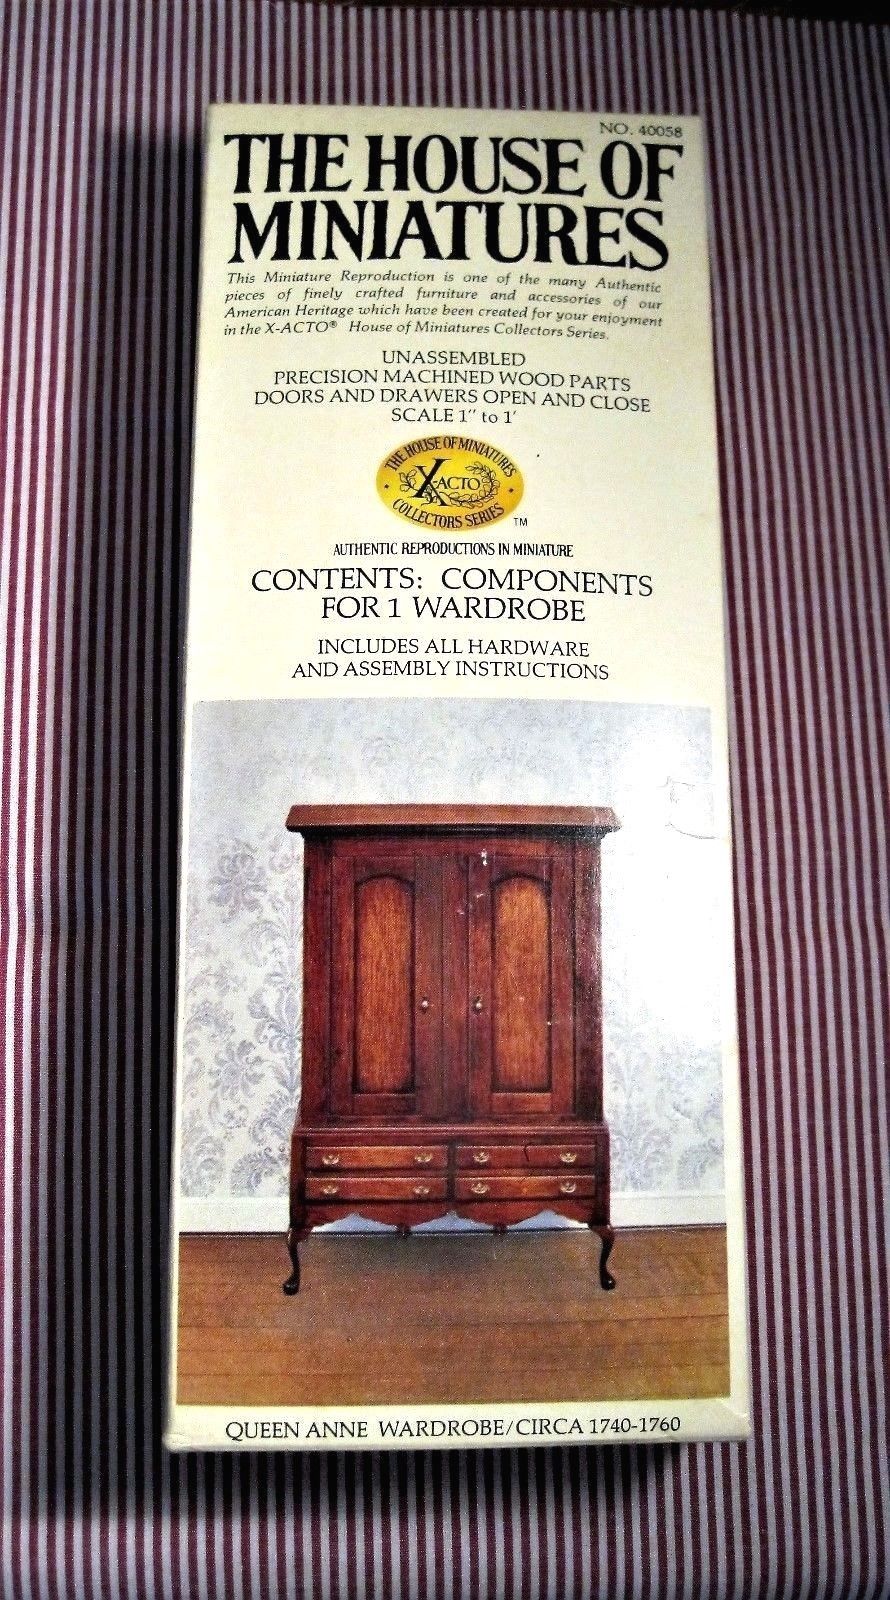 NO. 40058
THE HOUSE OF
MINIATURES
This Miniature Reproduction is one of the many Authentic
pieces of finely crafted furniture and accessories of our
American Heritage which have been created for your enjoyment
in the X-ACTO® House of Miniatures Collectors Series.
UNASSEMBLED
PRECISION MACHINED WOOD PARTS
DOORS AND DRAWERS OPEN AND CLOSE
SCALE 1" to 1'
THE HOUSE OF MINIATURES
X-ACTO
COLLECTORS SERIES
TM
AUTHENTIC REPRODUCTIONS IN MINIATURE
CONTENTS: COMPONENTS
FOR 1 WARDROBE
INCLUDES ALL HARDWARE
AND ASSEMBLY INSTRUCTIONS
QUEEN ANNE WARDROBE/CIRCA 1740-1760